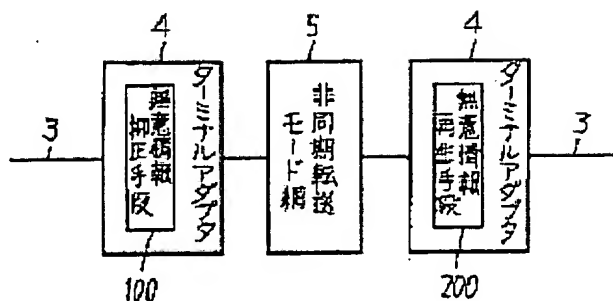 4
5
4
ターミナルアダプタ
無意情報
抑圧手段
非同期転送
モード網
ターミナルアダプタ
無意情報
再生手段
3
3
100
200